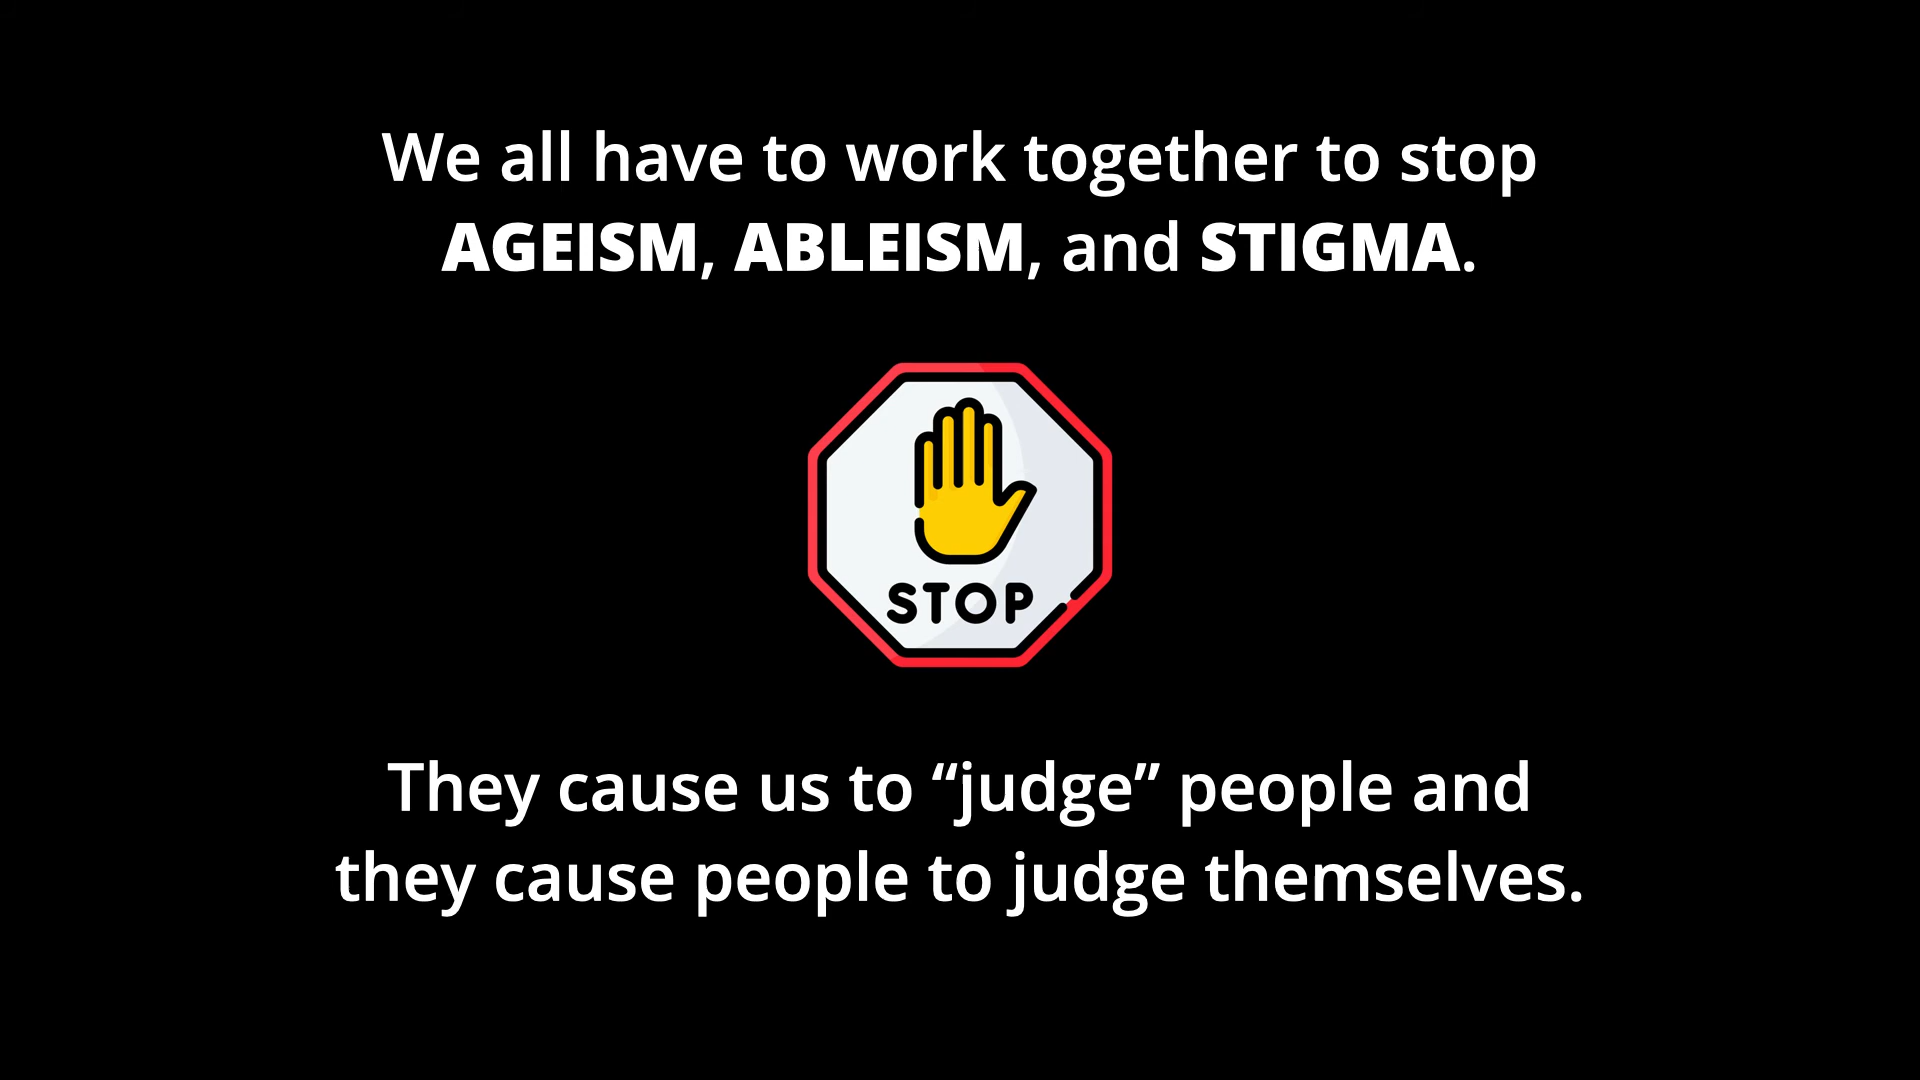 We all have to work together to stop
AGEISM, ABLEISM, and STIGMA.
STOP
They cause us to “judge” people and
they cause people to judge themselves.